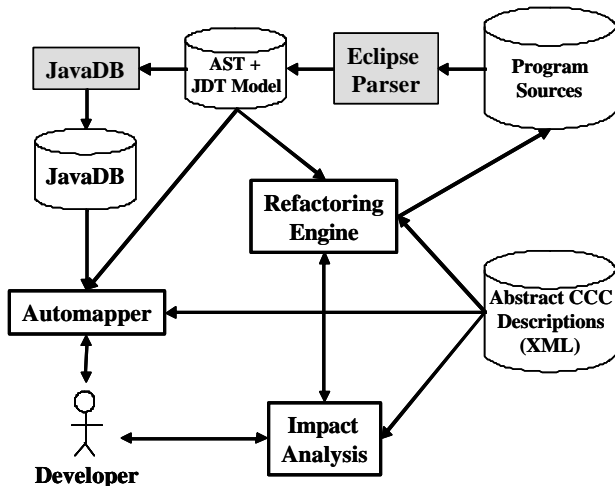 JavaDB
AST +
JDT Model
Eclipse
Parser
Program
Sources
JavaDB
Refactoring
Engine
Automapper
Abstract CCC
Descriptions
(XML)
Impact
Analysis
Developer